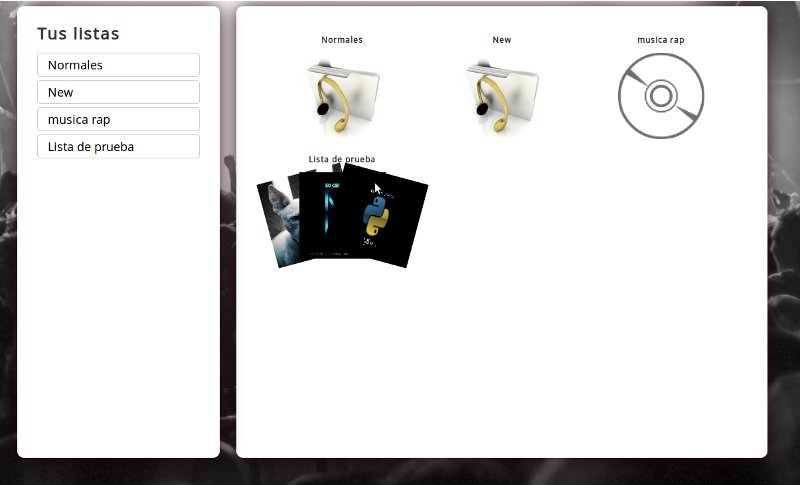 Tus listas
Normales
New
musica rap
Lista de prueba
Normales
New
musica rap
Lista de prueba